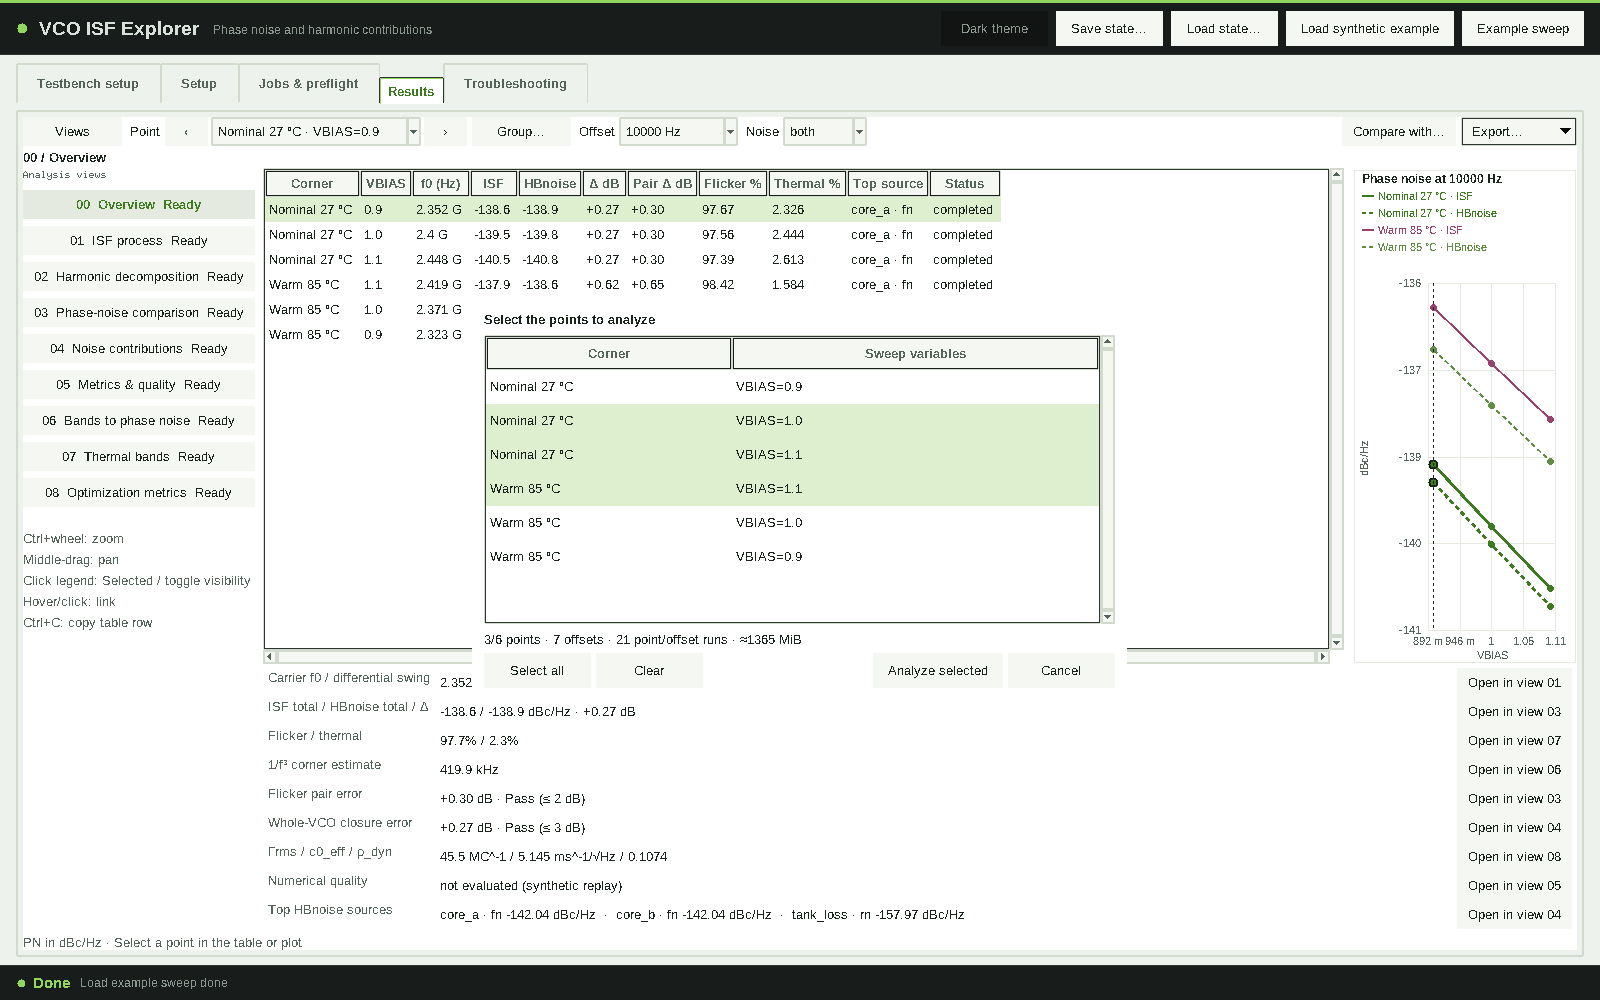 VCO ISF Explorer Phase noise and harmonic contributions Dark theme Save state... Load state... Load synthetic example Example sweep
Testbench setup Setup Jobs & preflight Results Troubleshooting
Views Point ‹ Nominal 27 °C · VBIAS=0.9 › Group... Offset 10000 Hz Noise both Compare with... Export...
00 / Overview
Analysis views
00 Overview Ready
01 ISF process Ready
02 Harmonic decomposition Ready
03 Phase-noise comparison Ready
04 Noise contributions Ready
05 Metrics & quality Ready
06 Bands to phase noise Ready
07 Thermal bands Ready
08 Optimization metrics Ready
Ctrl+wheel: zoom
Middle-drag: pan
Click legend: Selected / toggle visibility
Hover/click: link
Ctrl+C: copy table row
Corner VBIAS f0 (Hz) ISF HBnoise Δ dB Pair Δ dB Flicker % Thermal % Top source Status
Nominal 27 °C 0.9 2.352 G -138.6 -138.9 +0.27 +0.30 97.67 2.326 core_a · fn completed
Nominal 27 °C 1.0 2.4 G -139.5 -139.8 +0.27 +0.30 97.56 2.444 core_a · fn completed
Nominal 27 °C 1.1 2.448 G -140.5 -140.8 +0.27 +0.30 97.39 2.613 core_a · fn completed
Warm 85 °C 1.1 2.419 G -137.9 -138.6 +0.62 +0.65 98.42 1.584 core_a · fn completed
Warm 85 °C 1.0 2.371 G
Warm 85 °C 0.9 2.323 G
Select the points to analyze
Corner Sweep variables
Nominal 27 °C VBIAS=0.9
Nominal 27 °C VBIAS=1.0
Nominal 27 °C VBIAS=1.1
Warm 85 °C VBIAS=1.1
Warm 85 °C VBIAS=1.0
Warm 85 °C VBIAS=0.9
3/6 points · 7 offsets · 21 point/offset runs · ≈1365 MiB
Select all Clear Analyze selected Cancel
Phase noise at 10000 Hz
Nominal 27 °C · ISF
Nominal 27 °C · HBnoise
Warm 85 °C · ISF
Warm 85 °C · HBnoise
-136
-137
-139
-140
-141
dBc/Hz
892 m 946 m 1 1.05 1.11
VBIAS
Carrier f0 / differential swing 2.352 Open in view 01
ISF total / HBnoise total / Δ -138.6 / -138.9 dBc/Hz · +0.27 dB Open in view 03
Flicker / thermal 97.7% / 2.3% Open in view 07
1/f³ corner estimate 419.9 kHz Open in view 06
Flicker pair error +0.30 dB · Pass (≤ 2 dB) Open in view 03
Whole-VCO closure error +0.27 dB · Pass (≤ 3 dB) Open in view 04
Γrms / c0_eff / ρ_dyn 45.5 MC^-1 / 5.145 ms^-1/√Hz / 0.1074 Open in view 08
Numerical quality not evaluated (synthetic replay) Open in view 05
Top HBnoise sources core_a · fn -142.04 dBc/Hz · core_b · fn -142.04 dBc/Hz · tank_loss · rn -157.97 dBc/Hz Open in view 04
PN in dBc/Hz · Select a point in the table or plot
Done Load example sweep done